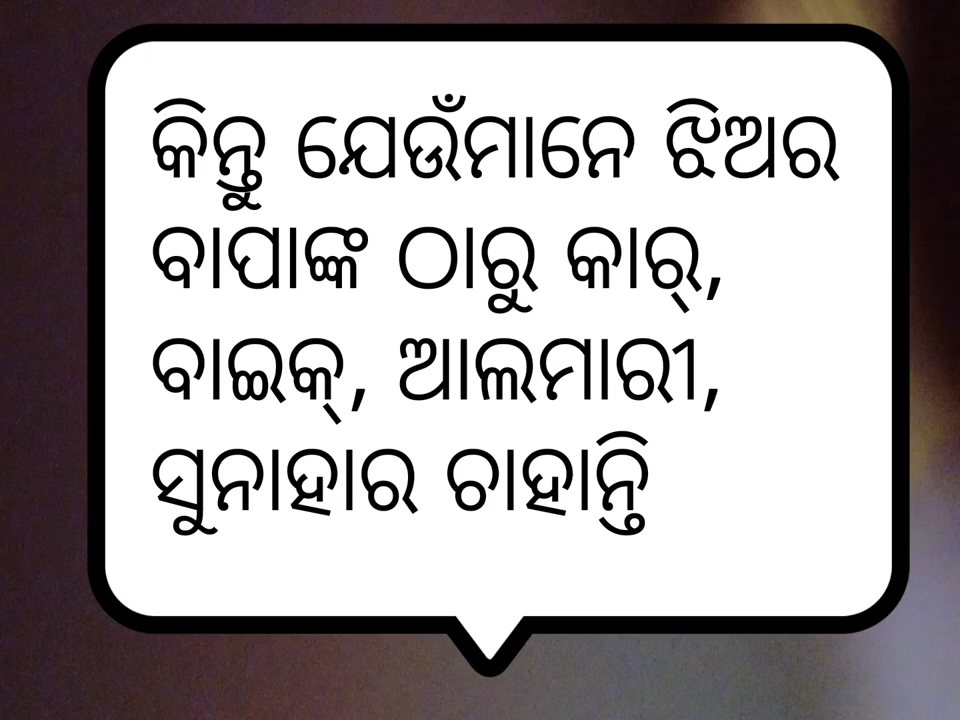 କିନ୍ତୁ ଯେଉଁମାନେ ଝିଅର
ବାପାଙ୍କ ଠାରୁ କାର୍,
ବାଇକ୍, ଆଲମାରୀ,
ସୁନାହାର ଚାହାନ୍ତି